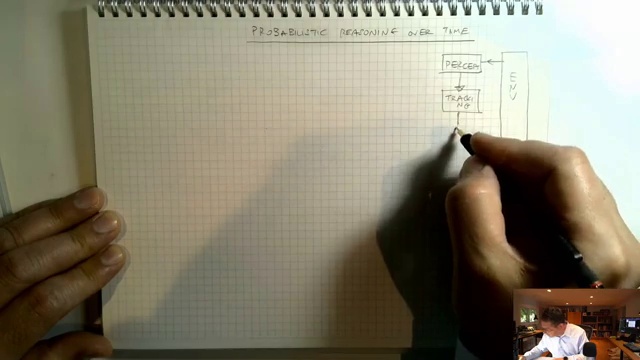 PROBABILISTIC REASONING OVER TIME
PERCEPT
ENV
TRACKI
NG